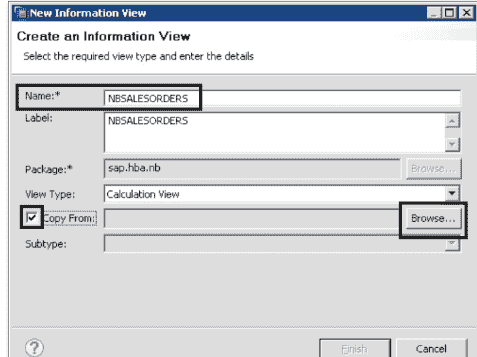 New Information View
Create an Information View
Select the required view type and enter the details
Name:* NBSALESORDERS
Label: NBSALESORDERS
Package:* sap.hba.nb Browse...
View Type: Calculation View
Copy From: Browse...
Subtype:
? Finish Cancel